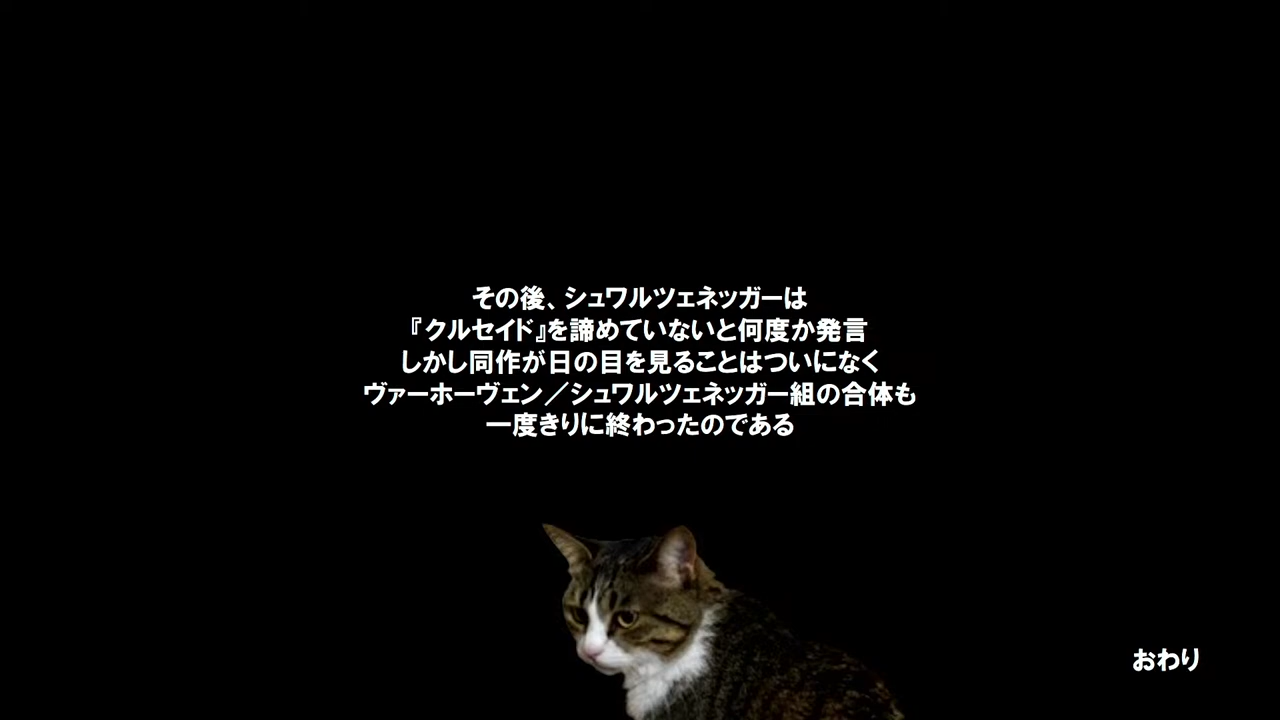 その後、シュワルツェネッガーは
『クルセイド』を諦めていないと何度か発言
しかし同作が日の目を見ることはついになく
ヴァーホーヴェン／シュワルツェネッガー組の合体も
一度きりに終わったのである
おわり